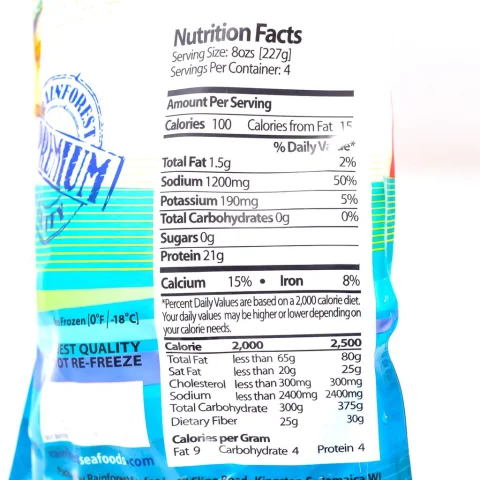 Nutrition Facts
Serving Size: 8ozs [227g]
Servings Per Container: 4
Amount Per Serving
Calories 100 Calories from Fat 15
% Daily Value*
Total Fat 1.5g 2%
Sodium 1200mg 50%
Potassium 190mg 5%
Total Carbohydrates 0g 0%
Sugars 0g
Protein 21g
Calcium 15% • Iron 8%
*Percent Daily Values are based on a 2,000 calorie diet.
Your daily values may be higher or lower depending on
your calorie needs.
Calorie 2,000 2,500
Total Fat less than 65g 80g
Sat Fat less than 20g 25g
Cholesterol less than 300mg 300mg
Sodium less than 2400mg 2400mg
Total Carbohydrate 300g 375g
Dietary Fiber 25g 30g
Calories per Gram
Fat 9 Carbohydrate 4 Protein 4
RAINFOREST
PREMIUM
Frozen [0°F/-18°C]
EST QUALITY
OT RE-FREEZE
seafoods.com
Road, Kingston 5, Jamaica WI